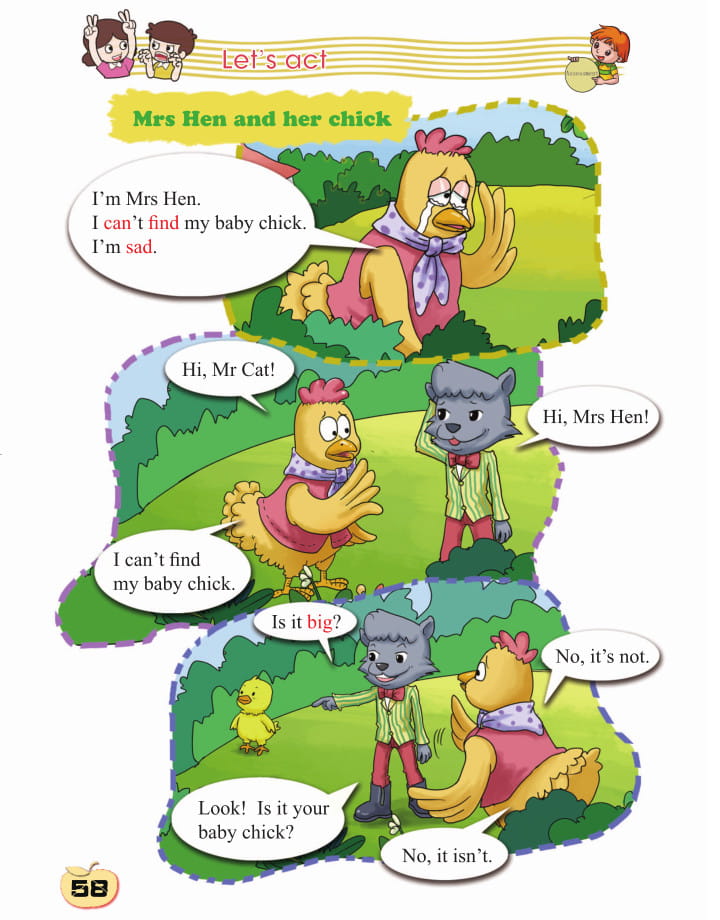 Let's act
Assessment
Mrs Hen and her chick
I'm Mrs Hen.
I can't find my baby chick.
I'm sad.
Hi, Mr Cat!
Hi, Mrs Hen!
I can't find
my baby chick.
Is it big?
No, it's not.
Look! Is it your
baby chick?
No, it isn't.
58